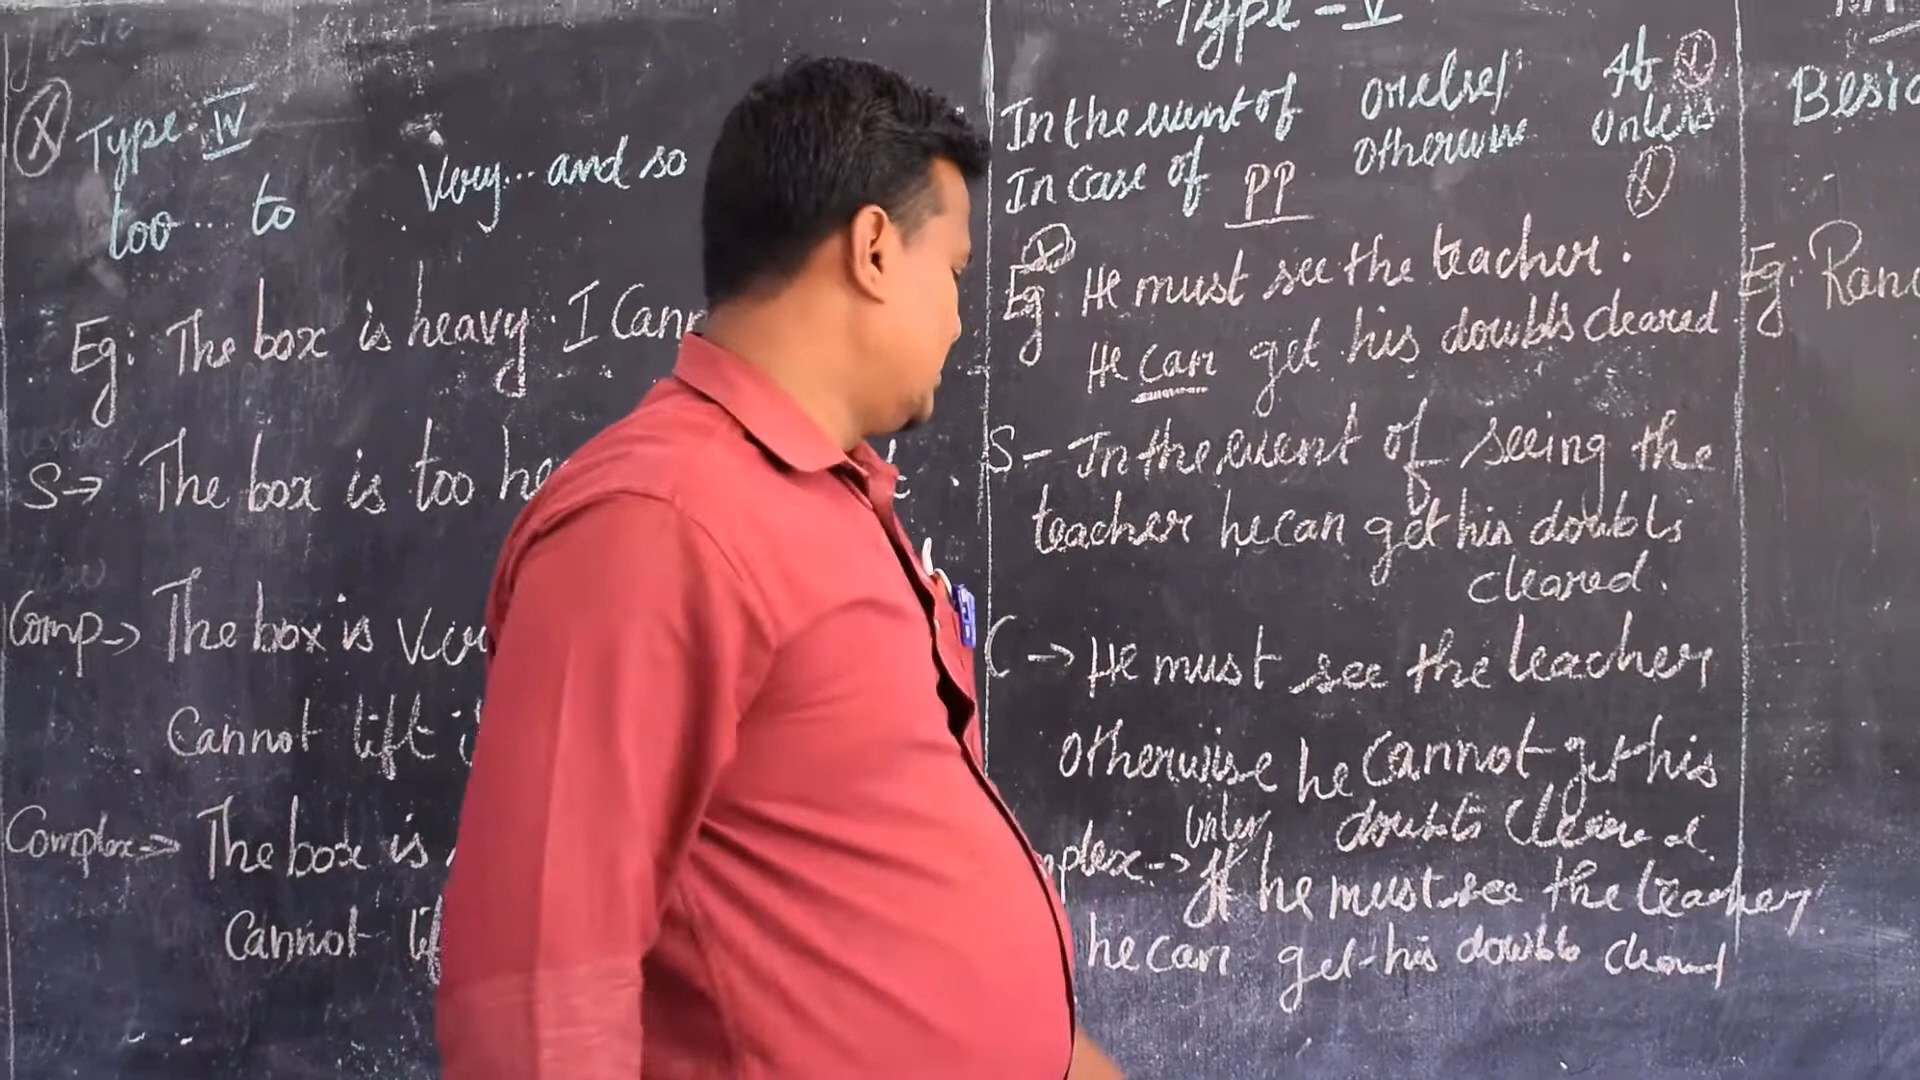 (X) Type - IV
too ... to Very... and so
Eg: The box is heavy. I Cann
S → The box is too he
Comp → The box is Very
Cannot lift i
Complex → The box is
Cannot lif
Type - V
In the event of or else/ If
In Case of PP otherwise Unless
Eg: He must see the teacher.
He can get his doubts cleared
S - In the event of seeing the
teacher he can get his doubts
cleared.
C → He must see the teacher
otherwise he cannot get his
doubts cleared
Unless
mplex → If he must see the teacher
he can get his doubts cleared
Besid
Eg: